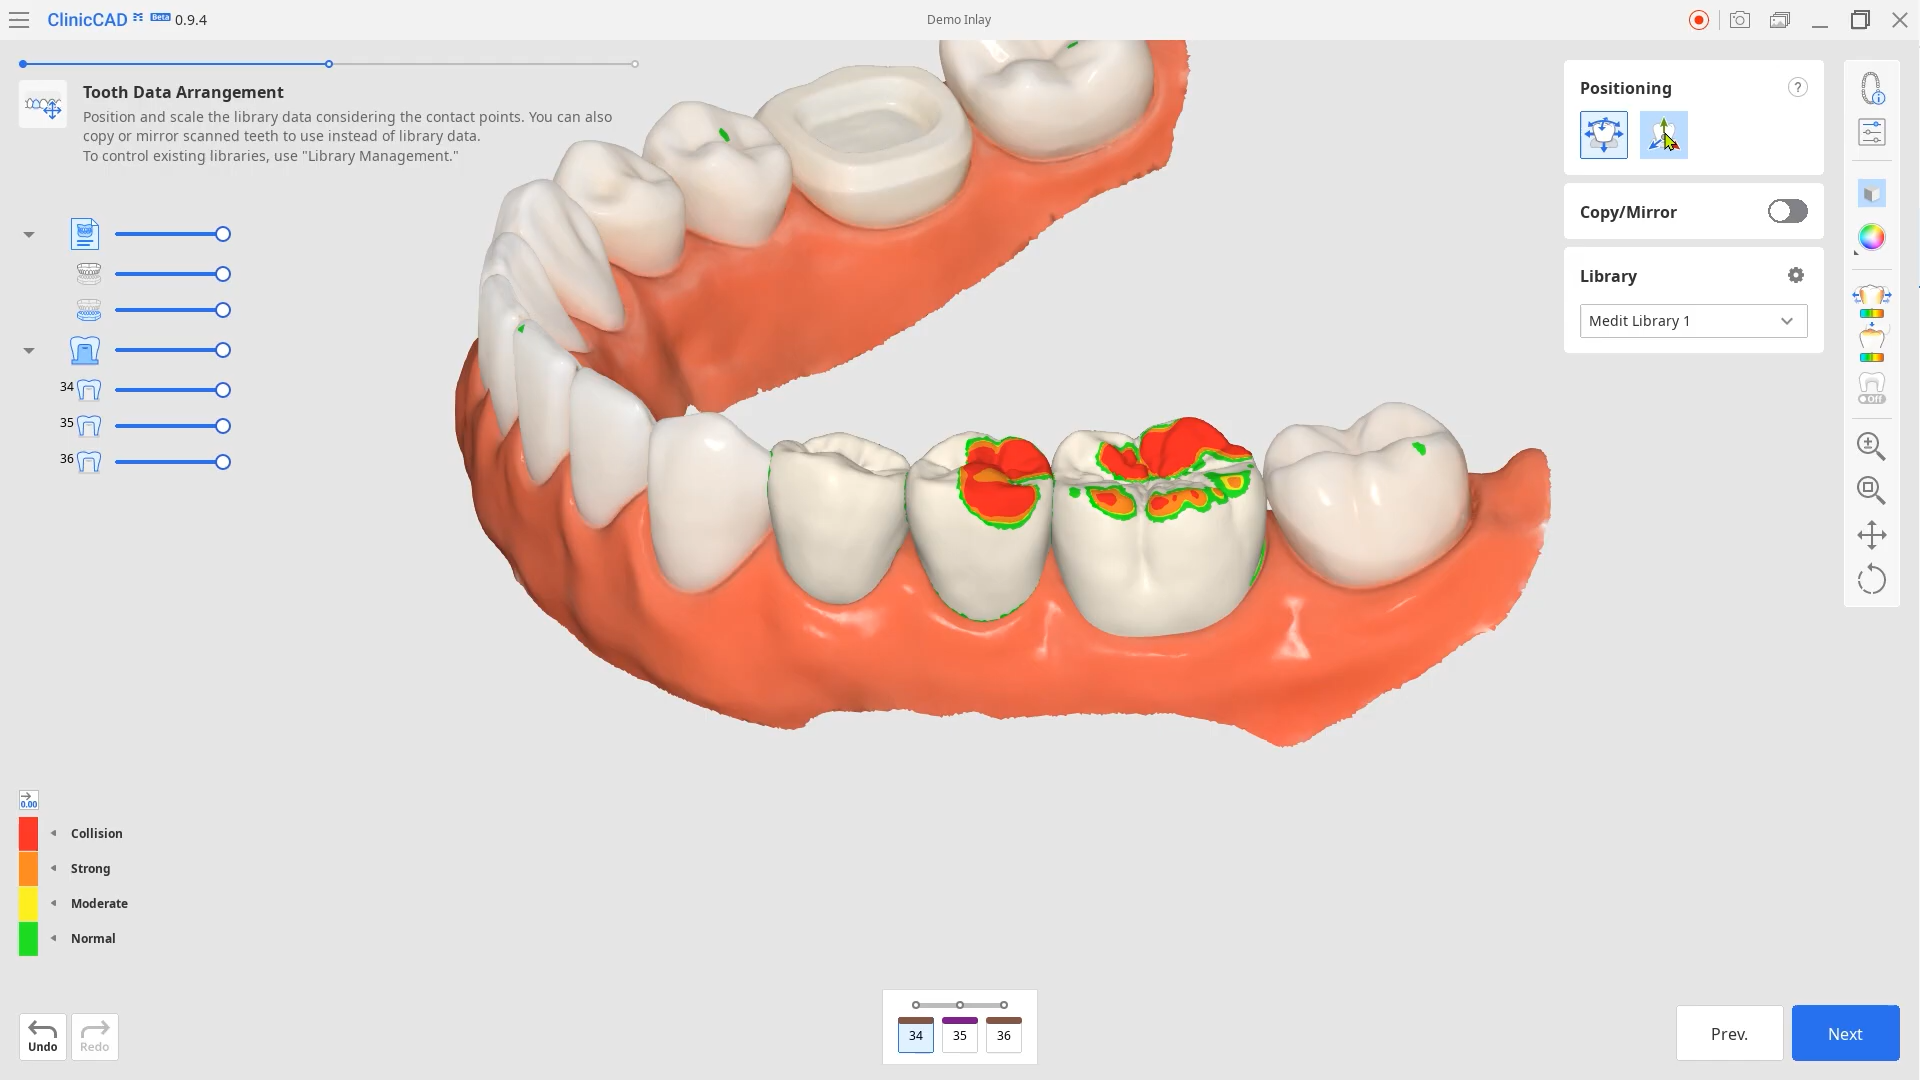 ClinicCAD Beta 0.9.4
Demo Inlay
Tooth Data Arrangement
Position and scale the library data considering the contact points. You can also
copy or mirror scanned teeth to use instead of library data.
To control existing libraries, use "Library Management."
34
35
36
Positioning
?
Copy/Mirror
Library
Medit Library 1
Off
0.00
Collision
Strong
Moderate
Normal
Undo
Redo
34
35
36
Prev.
Next